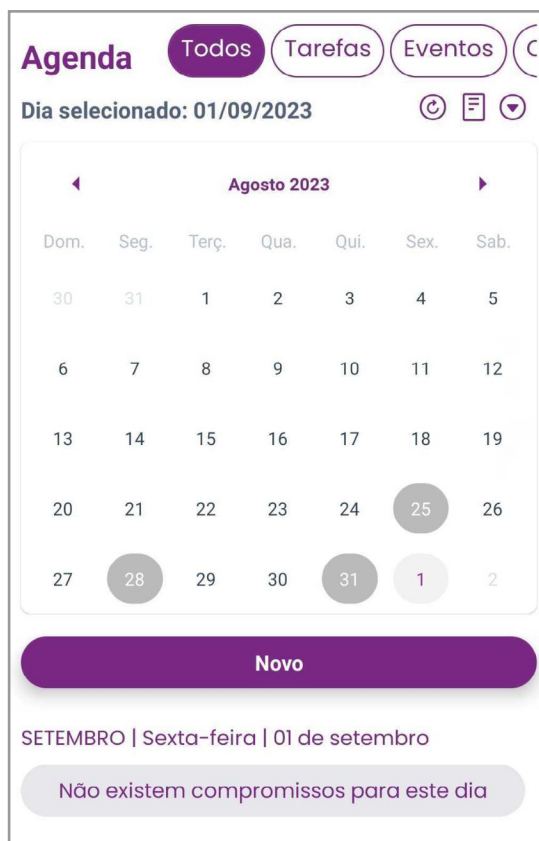 Agenda Todos Tarefas Eventos
Dia selecionado: 01/09/2023
Agosto 2023
Dom. Seg. Terç. Qua. Qui. Sex. Sab.
30 31 1 2 3 4 5
6 7 8 9 10 11 12
13 14 15 16 17 18 19
20 21 22 23 24 25 26
27 28 29 30 31 1 2
Novo
SETEMBRO | Sexta-feira | 01 de setembro
Não existem compromissos para este dia